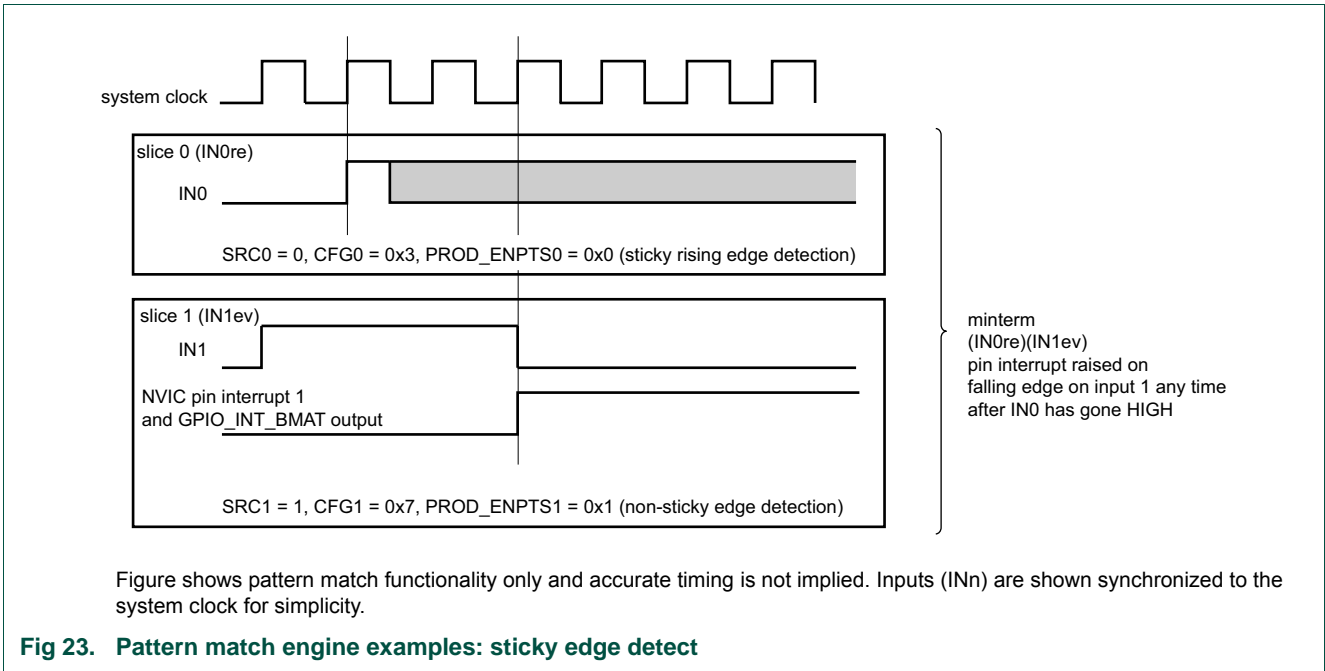 system clock
slice 0 (IN0re)
IN0
SRC0 = 0, CFG0 = 0x3, PROD_ENPTS0 = 0x0 (sticky rising edge detection)
slice 1 (IN1ev)
IN1
NVIC pin interrupt 1
and GPIO_INT_BMAT output
SRC1 = 1, CFG1 = 0x7, PROD_ENPTS1 = 0x1 (non-sticky edge detection)
minterm
(IN0re)(IN1ev)
pin interrupt raised on
falling edge on input 1 any time
after IN0 has gone HIGH
Figure shows pattern match functionality only and accurate timing is not implied. Inputs (INn) are shown synchronized to the
system clock for simplicity.
Fig 23. Pattern match engine examples: sticky edge detect